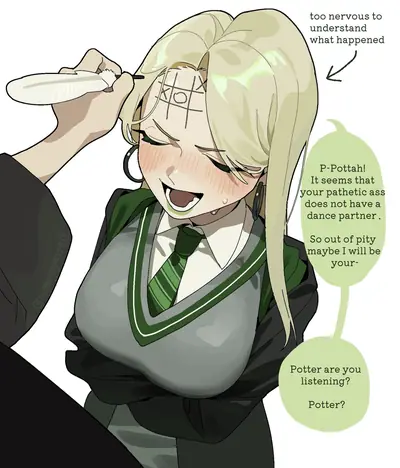 too nervous to
understand
what happened
P-Pottah!
It seems that
your pathetic ass
does not have a
dance partner.
So out of pity
maybe I will be
your-
Potter are you
listening?
Potter?